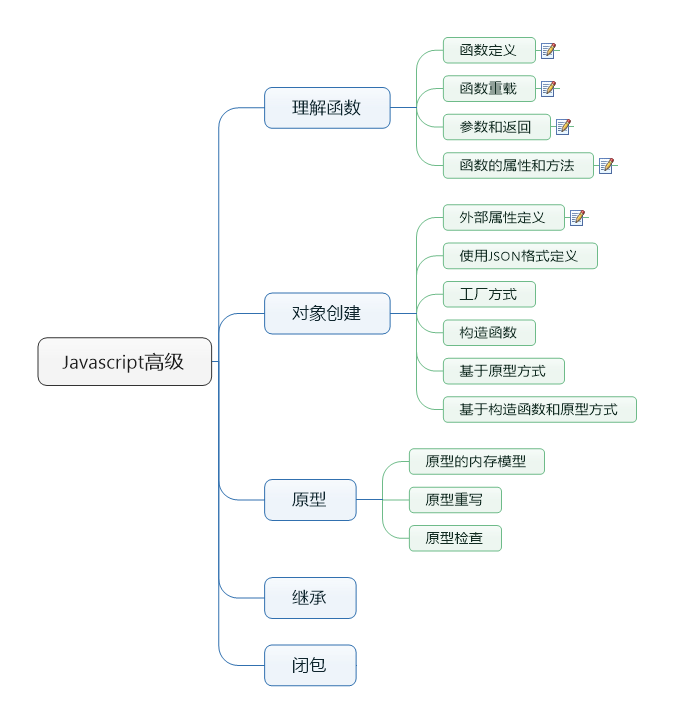 Javascript高级
理解函数
函数定义
函数重载
参数和返回
函数的属性和方法
对象创建
外部属性定义
使用JSON格式定义
工厂方式
构造函数
基于原型方式
基于构造函数和原型方式
原型
原型的内存模型
原型重写
原型检查
继承
闭包